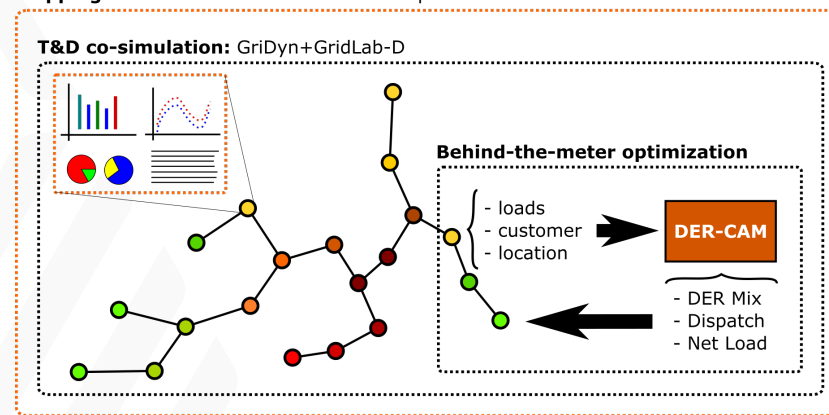 T&D co-simulation: GriDyn+GridLab-D
Behind-the-meter optimization
- loads
- customer
- location
DER-CAM
- DER Mix
- Dispatch
- Net Load